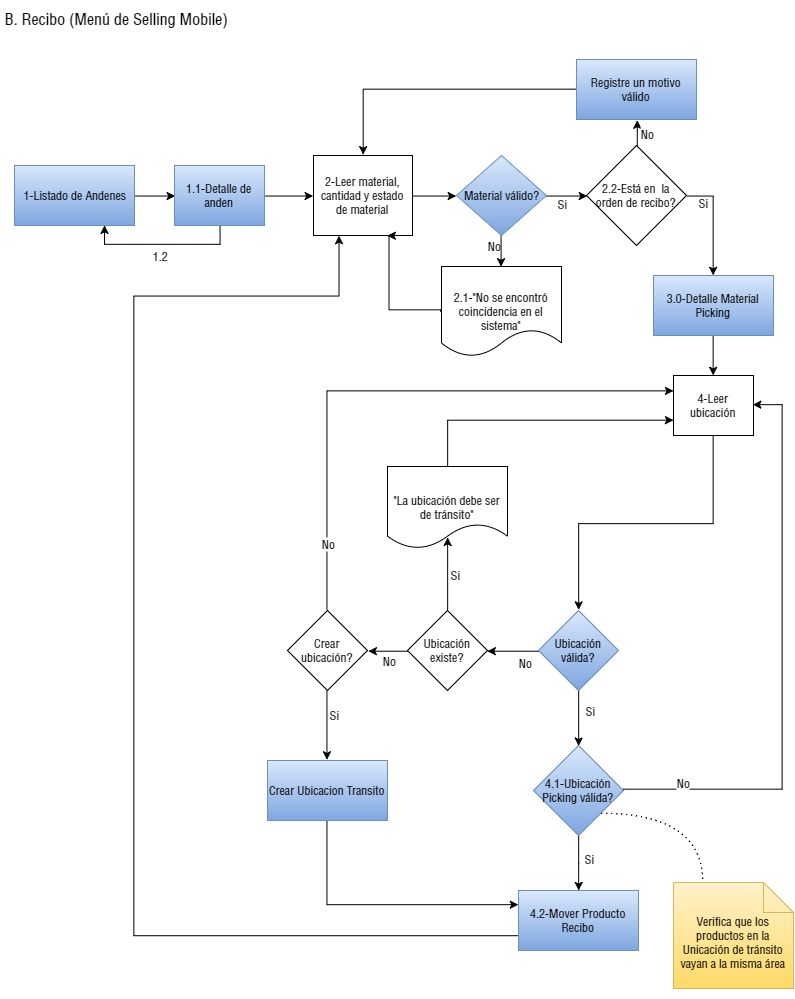 B. Recibo (Menú de Selling Mobile)
Registre un motivo
válido
No
1-Listado de Andenes
1.1-Detalle de
anden
2-Leer material,
cantidad y estado
de material
Material válido?
Si
2.2-Está en la
orden de recibo?
Si
1.2
No
2.1-"No se encontró
coincidencia en el
sistema"
3.0-Detalle Material
Picking
4-Leer
ubicación
"La ubicación debe ser
de tránsito"
No
Si
Crear
ubicación?
No
Ubicación
existe?
No
Ubicación
válida?
Si
Si
Crear Ubicacion Transito
4.1-Ubicación
Picking válida?
No
Si
4.2-Mover Producto
Recibo
Verifica que los
productos en la
Unicación de tránsito
vayan a la misma área